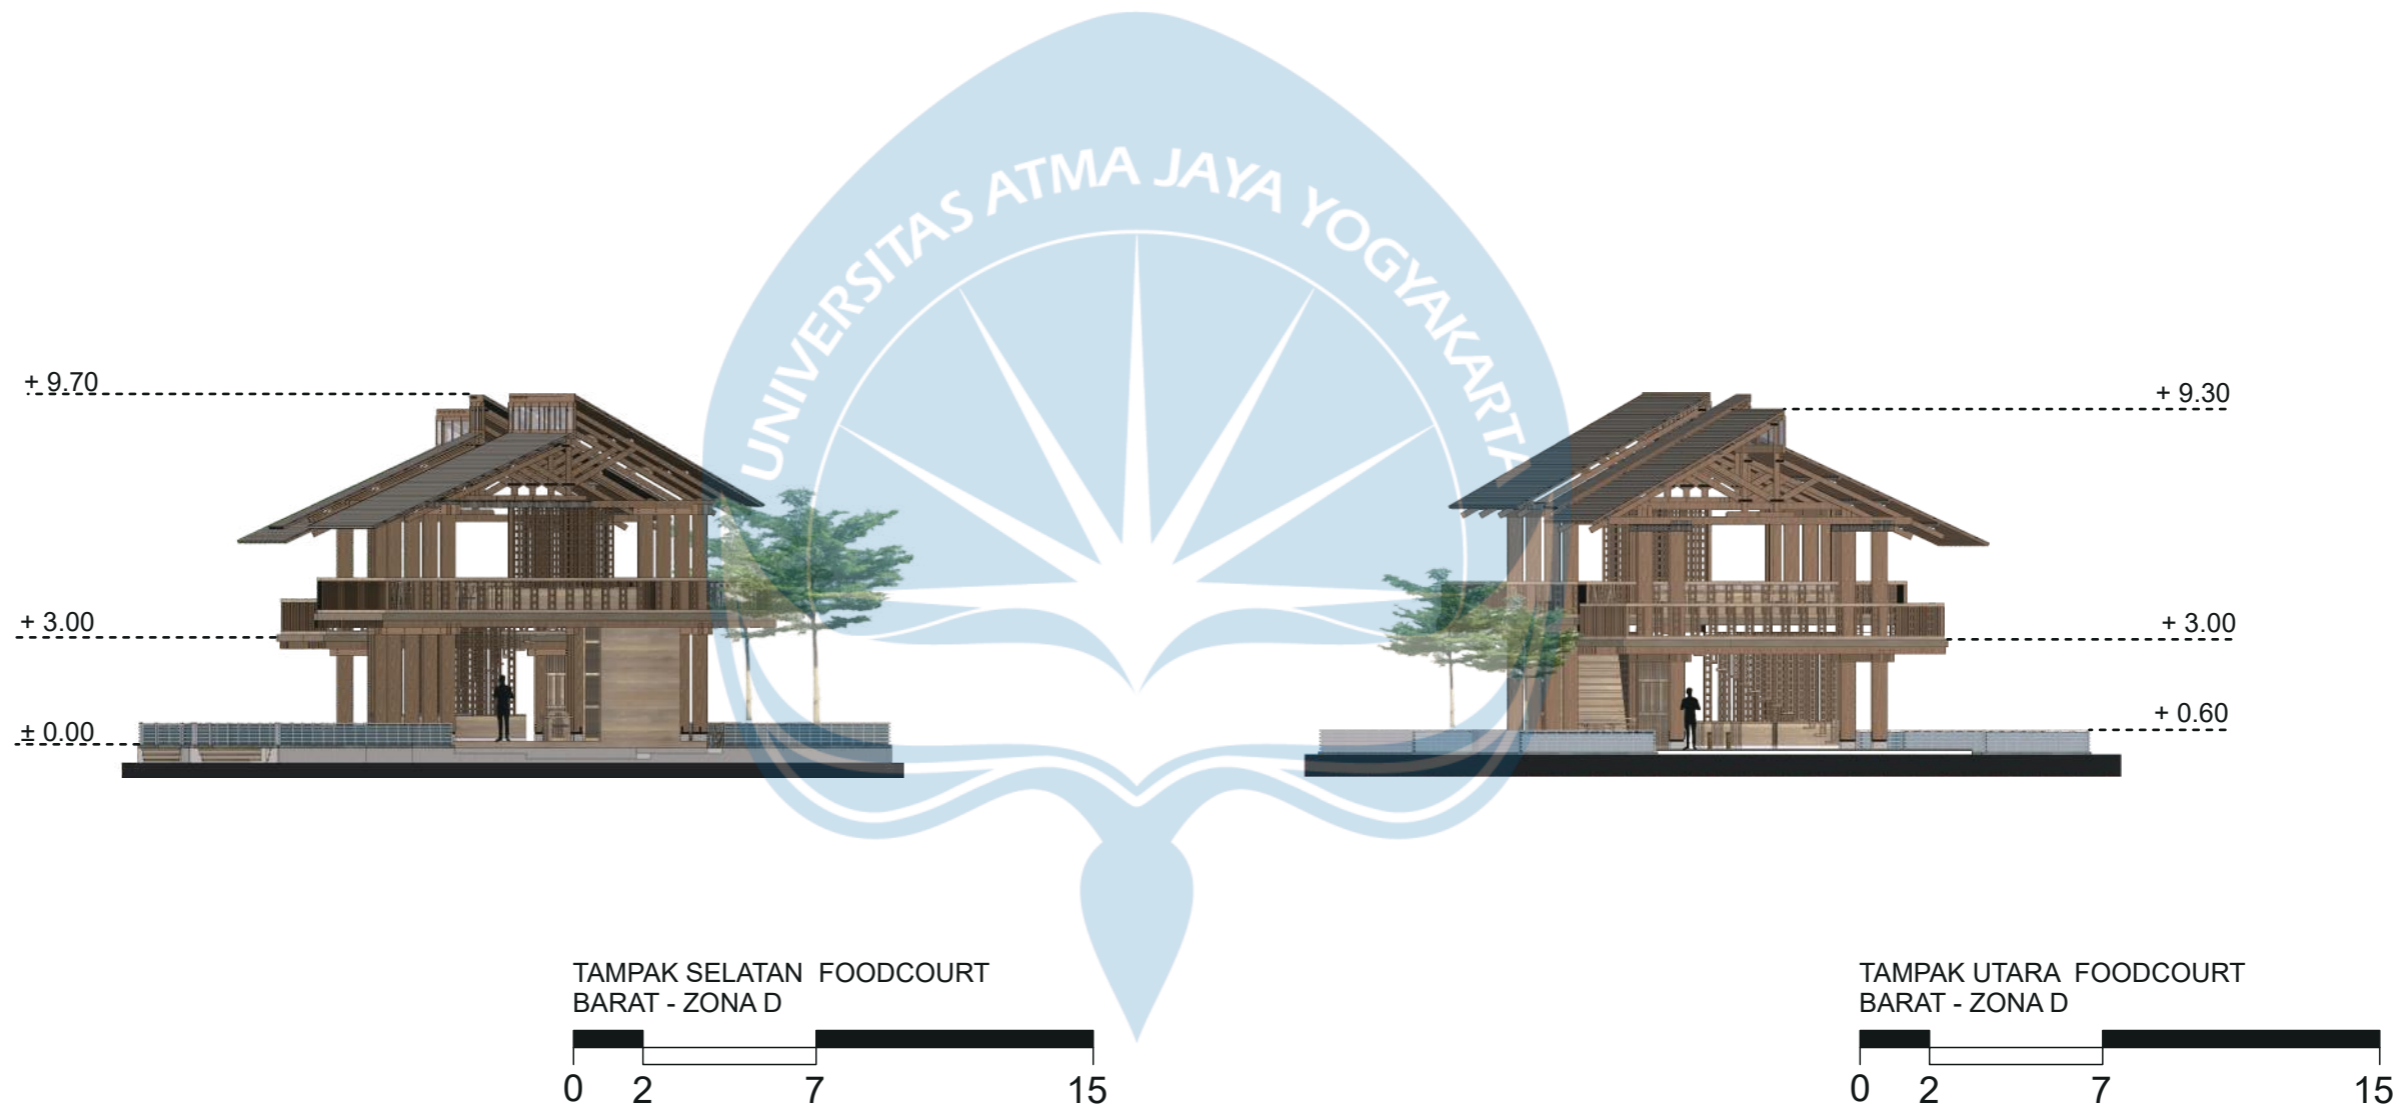 UNIVERSITAS ATMA JAYA YOGYAKARTA
+ 9.70
+ 3.00
± 0.00
+ 9.30
+ 3.00
+ 0.60
TAMPAK SELATAN FOODCOURT
BARAT - ZONA D
0 2 7 15
TAMPAK UTARA FOODCOURT
BARAT - ZONA D
0 2 7 15